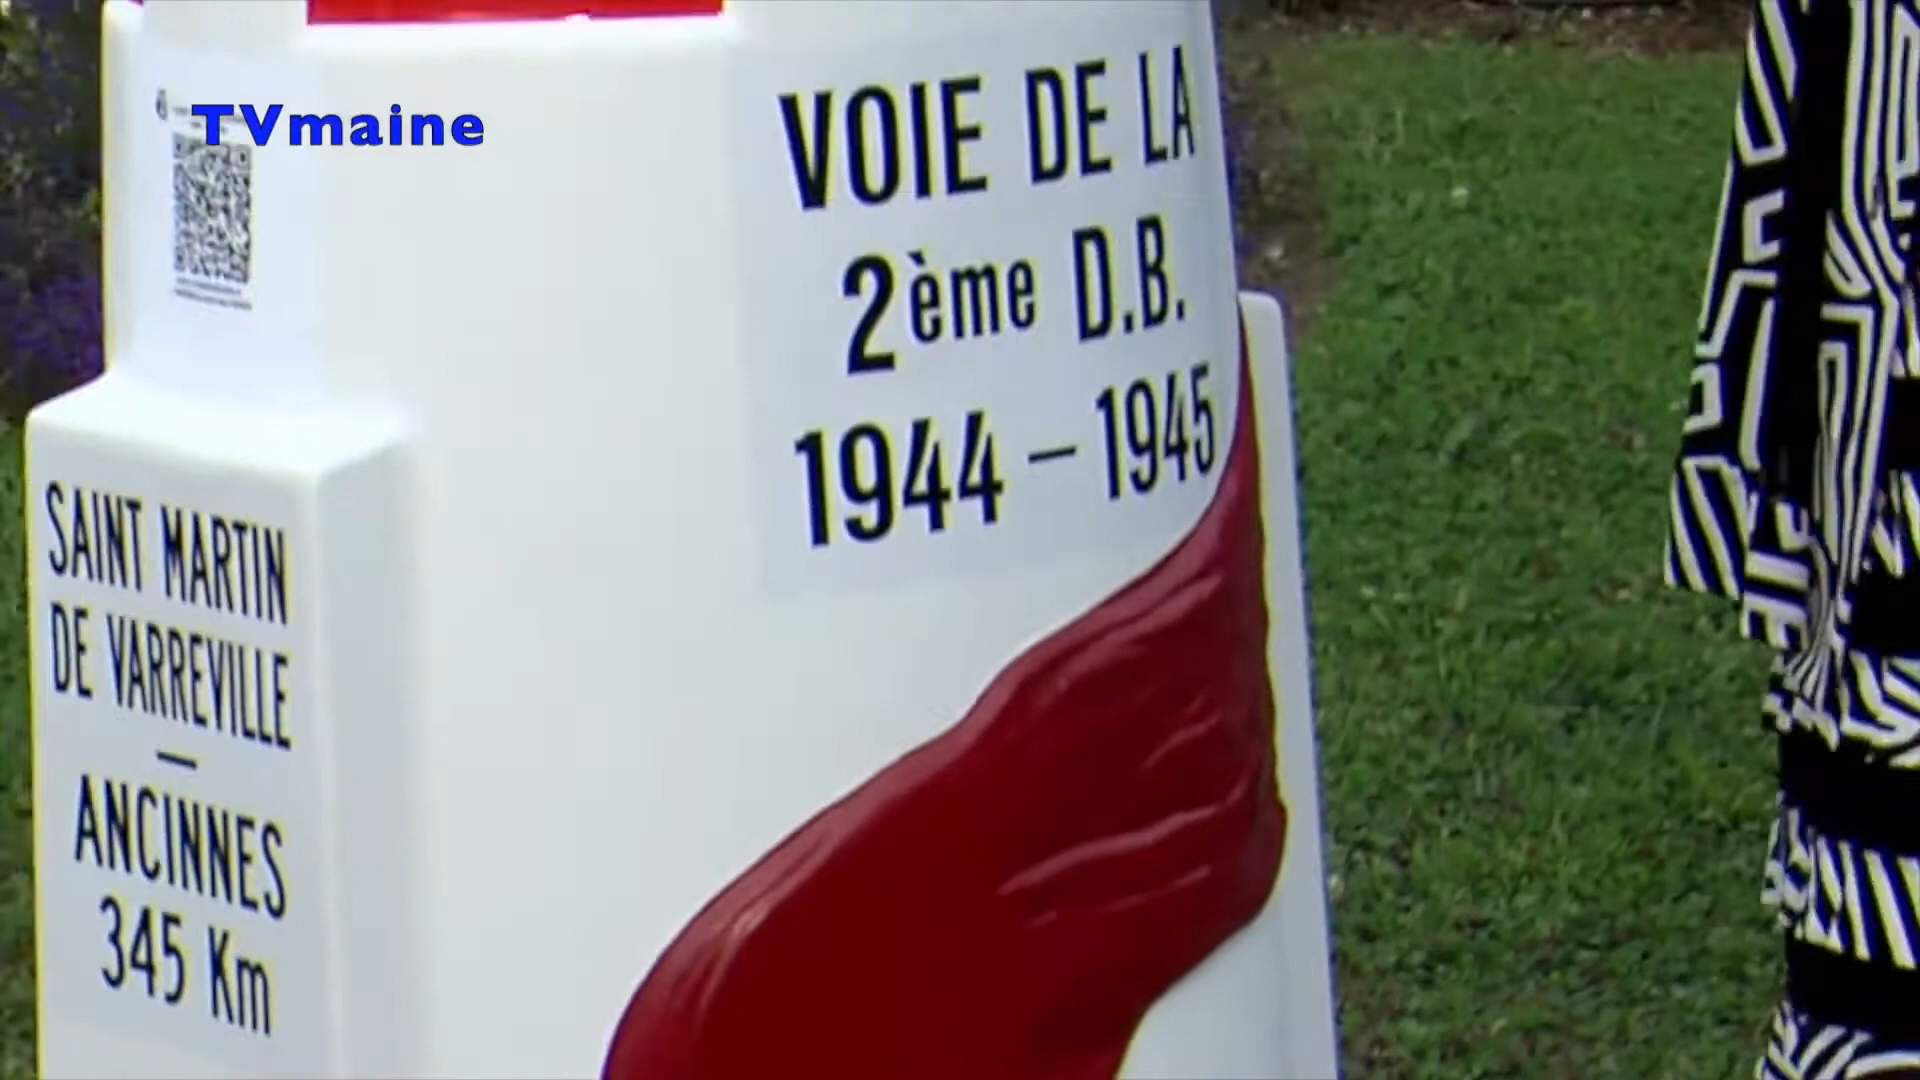 TVmaine
VOIE DE LA
2ème D.B.
1944 – 1945
SAINT MARTIN
DE VARREVILLE
–
ANCINNES
345 Km